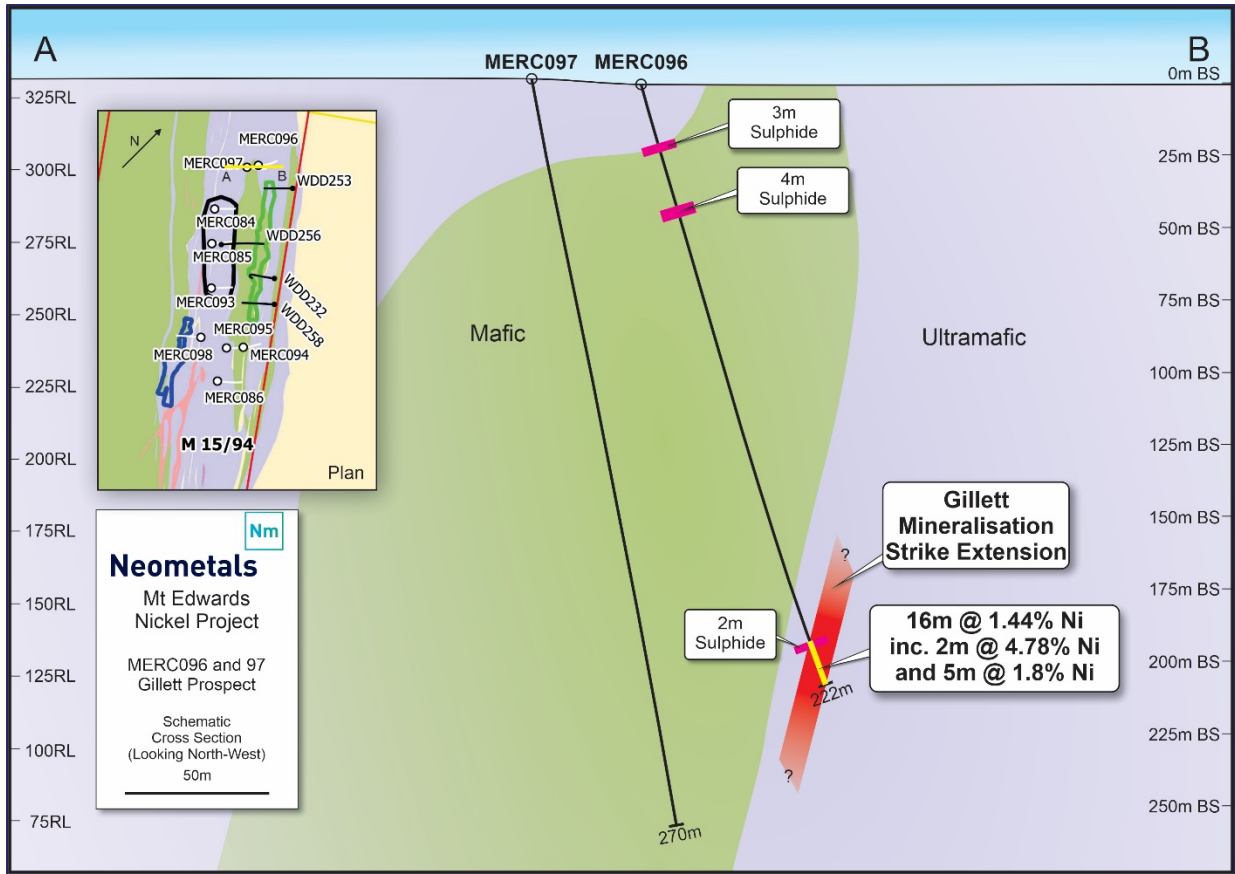 A
B
MERC097
MERC096
0m BS
325RL
300RL
275RL
250RL
225RL
200RL
175RL
150RL
125RL
100RL
75RL
25m BS
50m BS
75m BS
100m BS
125m BS
150m BS
175m BS
200m BS
225m BS
250m BS
N
MERC096
MERC097
A
B
WDD253
MERC084
WDD256
MERC085
WDD232
MERC093
WDD258
MERC095
MERC098
MERC094
MERC086
M 15/94
Plan
3m
Sulphide
4m
Sulphide
Mafic
Ultramafic
Gillett
Mineralisation
Strike Extension
?
2m
Sulphide
16m @ 1.44% Ni
inc. 2m @ 4.78% Ni
and 5m @ 1.8% Ni
222m
?
270m
Nm
Neometals
Mt Edwards
Nickel Project
MERC096 and 97
Gillett Prospect
Schematic
Cross Section
(Looking North-West)
50m